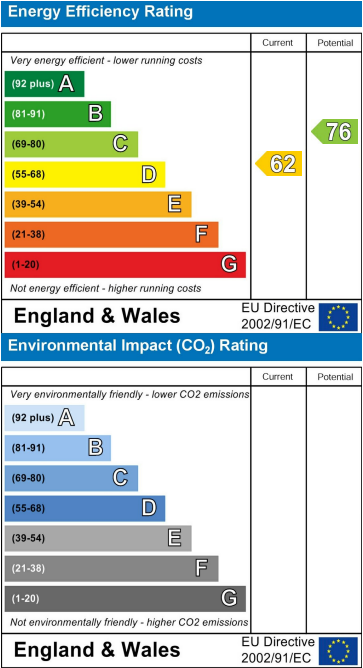 Energy Efficiency Rating
Current Potential
Very energy efficient - lower running costs
(92 plus) A
(81-91) B
(69-80) C
(55-68) D
(39-54) E
(21-38) F
(1-20) G
62
76
Not energy efficient - higher running costs
England & Wales
EU Directive
2002/91/EC
Environmental Impact (CO₂) Rating
Current Potential
Very environmentally friendly - lower CO2 emissions
(92 plus) A
(81-91) B
(69-80) C
(55-68) D
(39-54) E
(21-38) F
(1-20) G
Not environmentally friendly - higher CO2 emissions
England & Wales
EU Directive
2002/91/EC